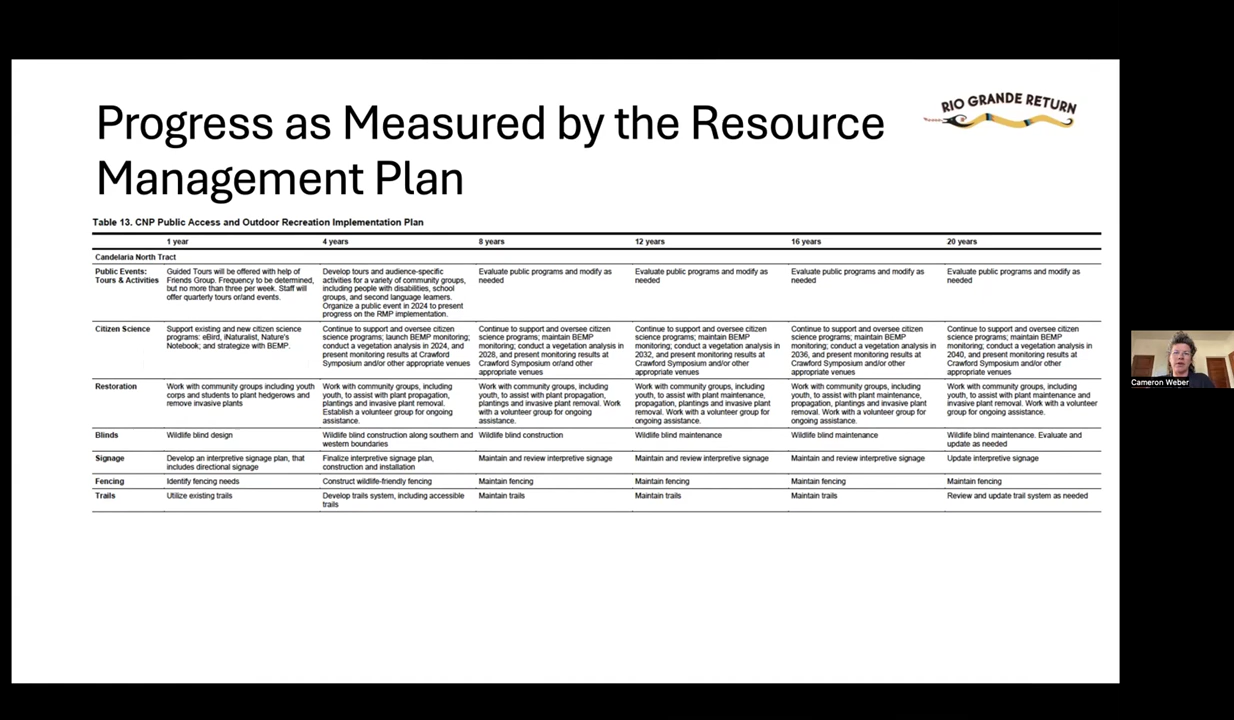 Progress as Measured by the Resource
Management Plan
RIO GRANDE RETURN
Table 13. CNP Public Access and Outdoor Recreation Implementation Plan
1 year 4 years 8 years 12 years 16 years 20 years
Candelaria North Tract
Public Events:
Tours & Activities
Guided Tours will be offered with help of
Friends Group. Frequency to be determined,
but no more than three per week. Staff will
offer quarterly tours or/and events.
Develop tours and audience-specific
activities for a variety of community groups,
including people with disabilities, school
groups, and second language learners.
Organize a public event in 2024 to present
progress on the RMP implementation.
Evaluate public programs and modify as
needed
Evaluate public programs and modify as
needed
Evaluate public programs and modify as
needed
Evaluate public programs and modify as
needed
Citizen Science
Support existing and new citizen science
programs: eBird, iNaturalist, Nature's
Notebook; and strategize with BEMP.
Continue to support and oversee citizen
science programs; launch BEMP monitoring;
conduct a vegetation analysis in 2024, and
present monitoring results at Crawford
Symposium and/or other appropriate venues
Continue to support and oversee citizen
science programs; maintain BEMP
monitoring; conduct a vegetation analysis in
2028, and present monitoring results at
Crawford Symposium or/and other
appropriate venues
Continue to support and oversee citizen
science programs; maintain BEMP
monitoring; conduct a vegetation analysis in
2032, and present monitoring results at
Crawford Symposium and/or other
appropriate venues
Continue to support and oversee citizen
science programs; maintain BEMP
monitoring; conduct a vegetation analysis in
2036, and present monitoring results at
Crawford Symposium and/or other
appropriate venues
Continue to support and oversee citizen
science programs; maintain BEMP
monitoring; conduct a vegetation analysis in
2040, and present monitoring results at
Crawford Symposium and/or other
appropriate venues
Restoration
Work with community groups including youth
corps and students to plant hedgerows and
remove invasive plants
Work with community groups, including
youth, to assist with plant propagation,
plantings and invasive plant removal.
Establish a volunteer group for ongoing
assistance.
Work with community groups, including
youth, to assist with plant propagation,
plantings and invasive plant removal. Work
with a volunteer group for ongoing
assistance.
Work with community groups, including
youth, to assist with plant maintenance,
propagation, plantings and invasive plant
removal. Work with a volunteer group for
ongoing assistance.
Work with community groups, including
youth, to assist with plant maintenance,
propagation, plantings and invasive plant
removal. Work with a volunteer group for
ongoing assistance.
Work with community groups, including
youth, to assist with plant maintenance and
invasive plant removal. Work with a volunteer
group for ongoing assistance.
Blinds
Wildlife blind design
Wildlife blind construction along southern and
western boundaries
Wildlife blind construction
Wildlife blind maintenance
Wildlife blind maintenance
Wildlife blind maintenance. Evaluate and
update as needed
Signage
Develop an interpretive signage plan, that
includes directional signage
Finalize interpretive signage plan,
construction and installation
Maintain and review interpretive signage
Maintain and review interpretive signage
Maintain and review interpretive signage
Update interpretive signage
Fencing
Identify fencing needs
Construct wildlife-friendly fencing
Maintain fencing
Maintain fencing
Maintain fencing
Maintain fencing
Trails
Utilize existing trails
Develop trails system, including accessible
trails
Maintain trails
Maintain trails
Maintain trails
Review and update trail system as needed
Cameron Weber